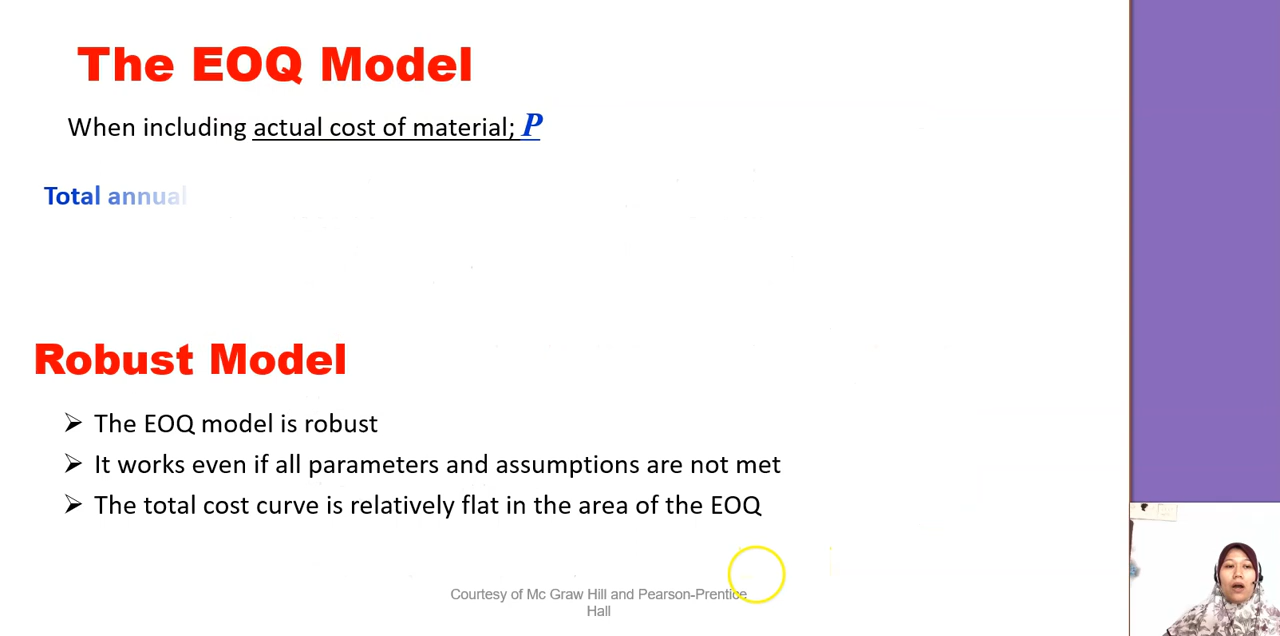 The EOQ Model
When including actual cost of material; P
Total annual
Robust Model
➢ The EOQ model is robust
➢ It works even if all parameters and assumptions are not met
➢ The total cost curve is relatively flat in the area of the EOQ
Courtesy of Mc Graw Hill and Pearson-Prentice
Hall